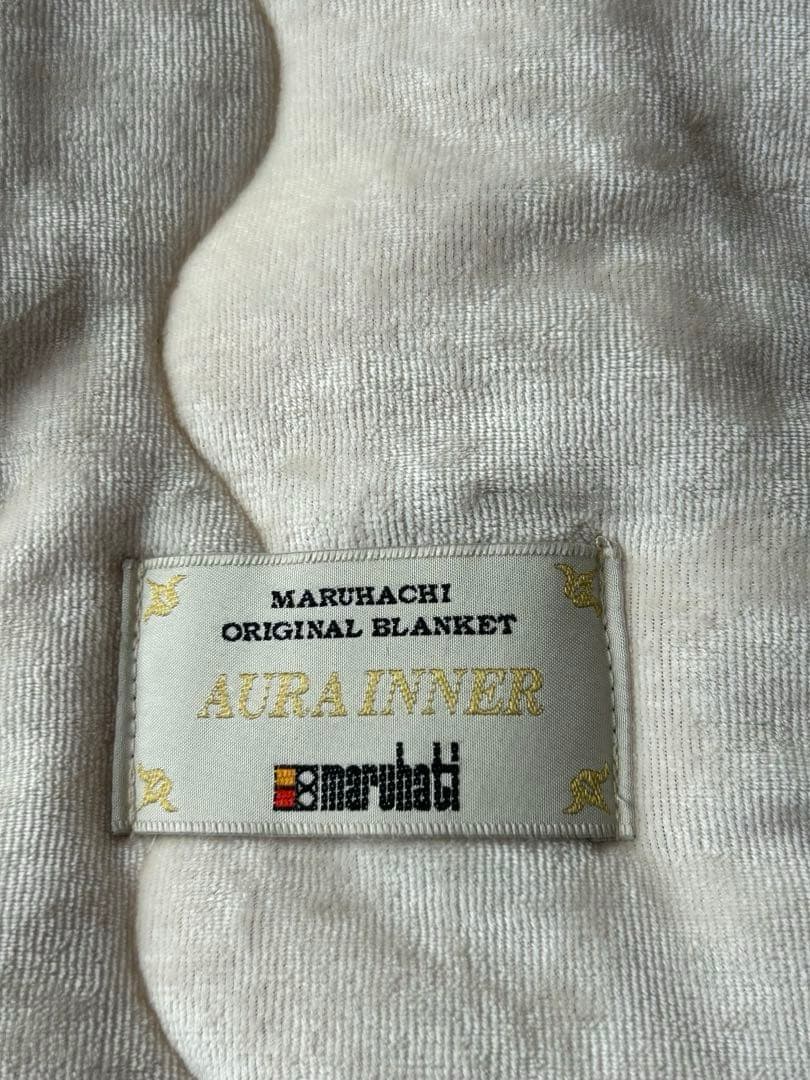 MARUHACHI
ORIGINAL BLANKET
AURA INNER
maruhati